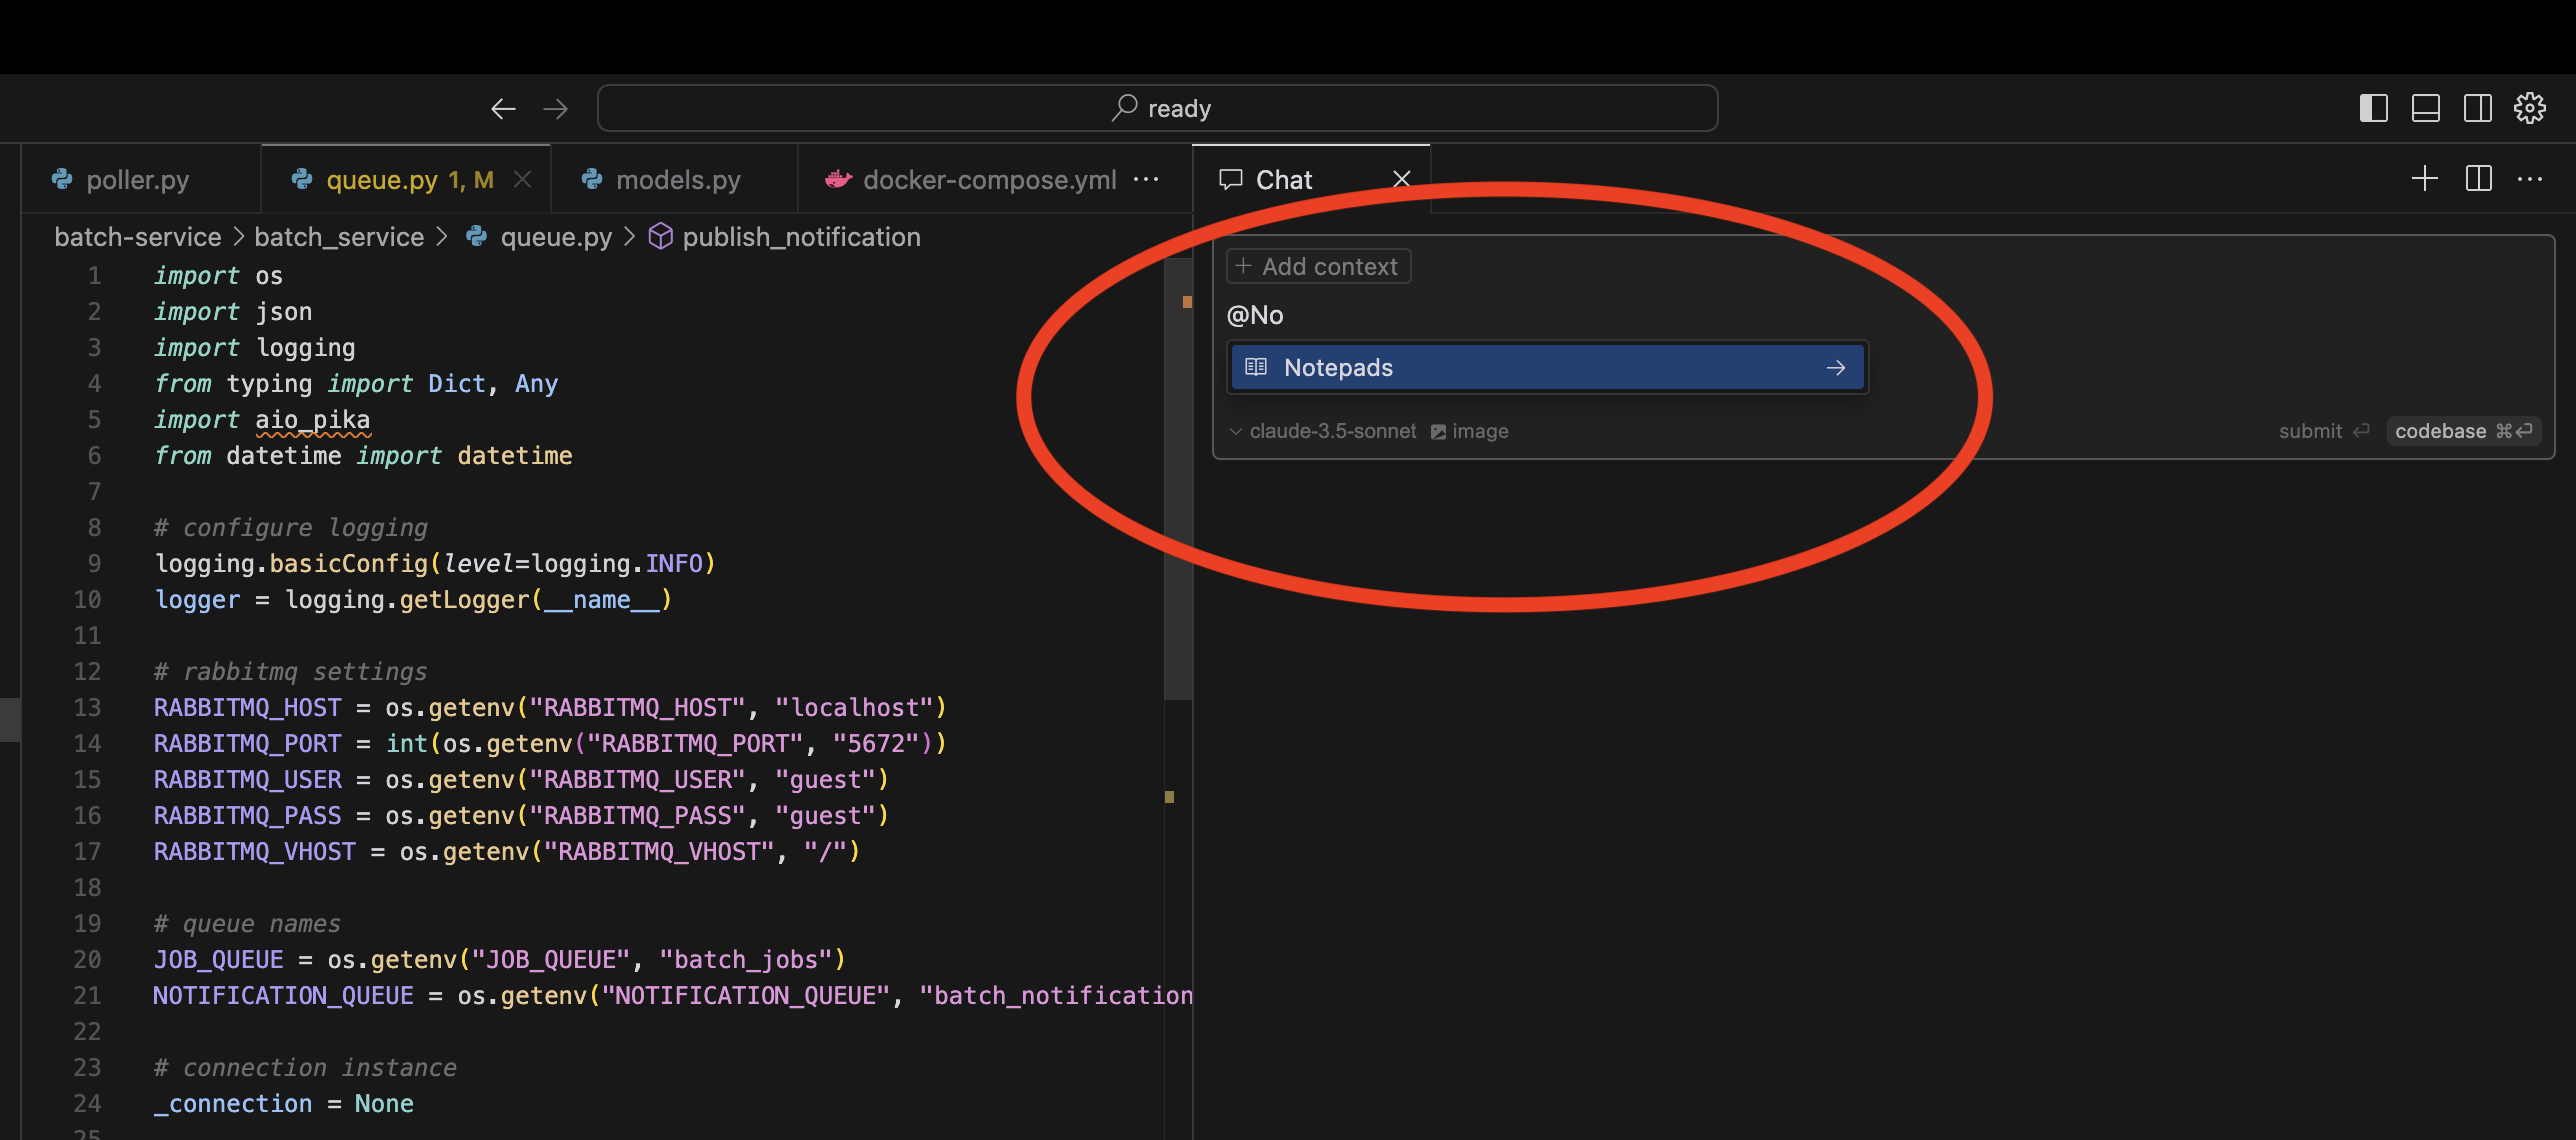 ready
poller.py
queue.py 1, M
models.py
docker-compose.yml ···
batch-service > batch_service > queue.py > publish_notification
1 import os
2 import json
3 import logging
4 from typing import Dict, Any
5 import aio_pika
6 from datetime import datetime
7
8 # configure logging
9 logging.basicConfig(level=logging.INFO)
10 logger = logging.getLogger(__name__)
11
12 # rabbitmq settings
13 RABBITMQ_HOST = os.getenv("RABBITMQ_HOST", "localhost")
14 RABBITMQ_PORT = int(os.getenv("RABBITMQ_PORT", "5672"))
15 RABBITMQ_USER = os.getenv("RABBITMQ_USER", "guest")
16 RABBITMQ_PASS = os.getenv("RABBITMQ_PASS", "guest")
17 RABBITMQ_VHOST = os.getenv("RABBITMQ_VHOST", "/")
18
19 # queue names
20 JOB_QUEUE = os.getenv("JOB_QUEUE", "batch_jobs")
21 NOTIFICATION_QUEUE = os.getenv("NOTIFICATION_QUEUE", "batch_notification
22
23 # connection instance
24 _connection = None
25
Chat
+ Add context
@No
Notepads
claude-3.5-sonnet image
submit codebase ⌘